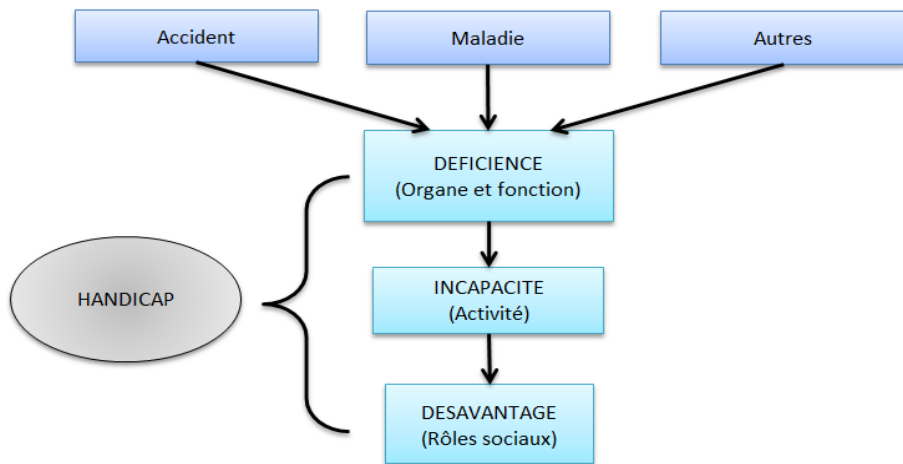 Accident
Maladie
Autres
DEFICIENCE
(Organe et fonction)
HANDICAP
INCAPACITE
(Activité)
DESAVANTAGE
(Rôles sociaux)